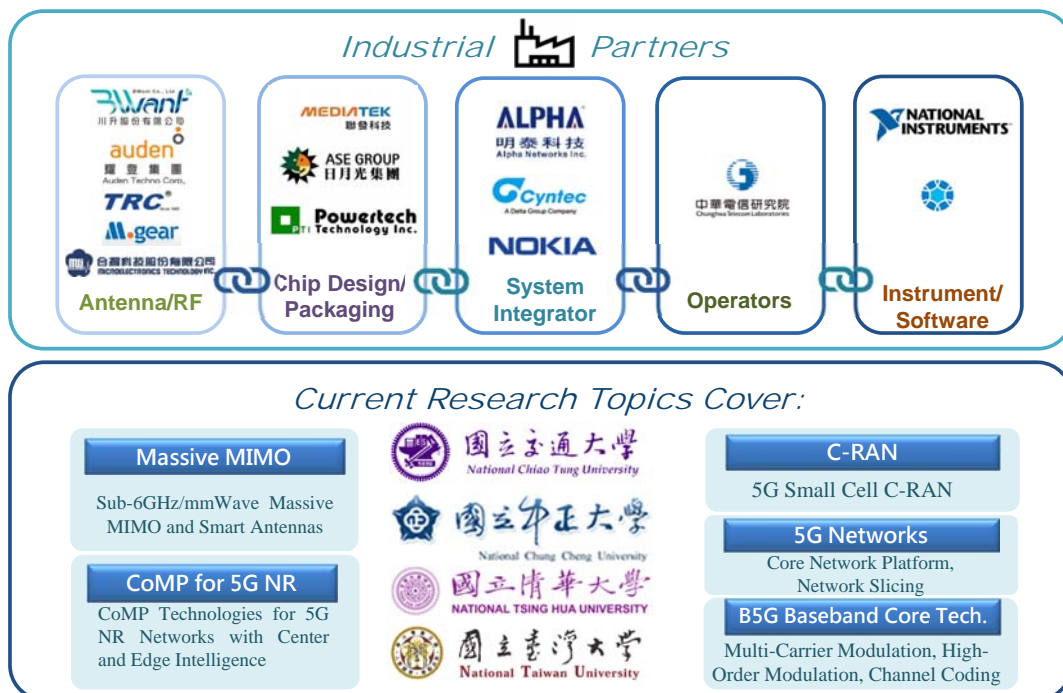 Industrial Partners
BWant Co., Ltd
BWant
川升股份有限公司
auden
耀登集團
Auden Techno Corp.
TRC
M.gear
台揚科技股份有限公司
MICROELECTRONICS TECHNOLOGY INC.
Antenna/RF
MEDIATEK
聯發科技
ASE GROUP
日月光集團
PTI
Powertech
Technology Inc.
Chip Design/
Packaging
ALPHA
明泰科技
Alpha Networks Inc.
Cyntec
A Delta Group Company
NOKIA
System
Integrator
中華電信研究院
Chunghwa Telecom Laboratories
Operators
NATIONAL
INSTRUMENTS
Instrument/
Software
Current Research Topics Cover:
Massive MIMO
Sub-6GHz/mmWave Massive
MIMO and Smart Antennas
CoMP for 5G NR
CoMP Technologies for 5G
NR Networks with Center
and Edge Intelligence
國立交通大學
National Chiao Tung University
國立中正大學
National Chung Cheng University
國立清華大學
NATIONAL TSING HUA UNIVERSITY
國立臺灣大學
National Taiwan University
C-RAN
5G Small Cell C-RAN
5G Networks
Core Network Platform,
Network Slicing
B5G Baseband Core Tech.
Multi-Carrier Modulation, High-
Order Modulation, Channel Coding